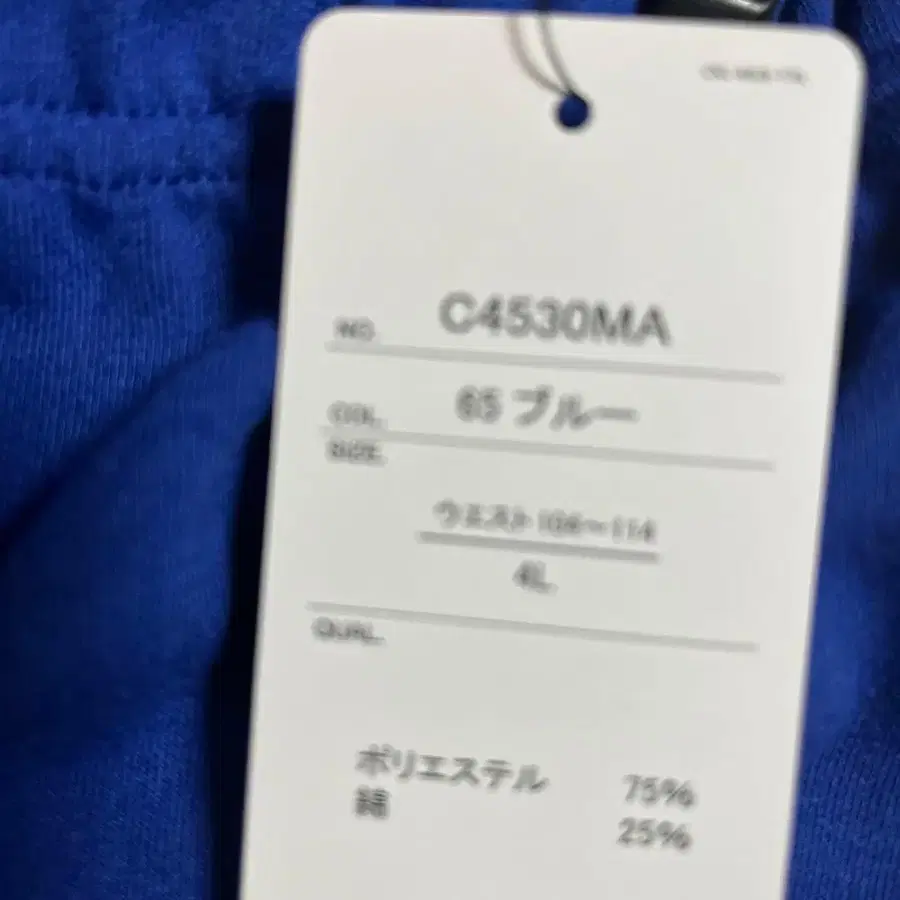 NO. C4530MA
COL. 65 ブルー
SIZE.
ウエスト104〜114
4L
QUAL.
ポリエステル 75%
綿 25%